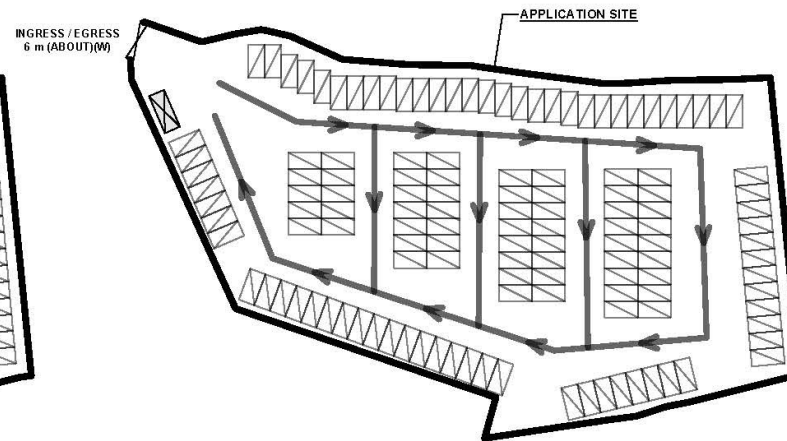 INGRESS / EGRESS
6 m (ABOUT)(W)
APPLICATION SITE